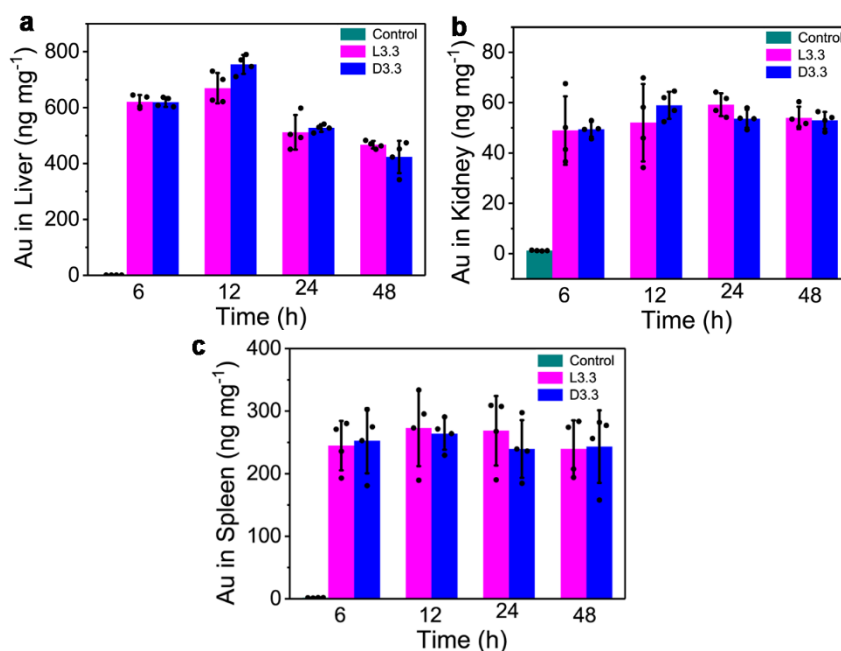 a
Control
L3.3
D3.3
800
600
400
200
0
6 12 24 48
Time (h)
Au in Liver (ng mg⁻¹)
b
Control
L3.3
D3.3
80
60
40
20
0
6 12 24 48
Time (h)
Au in Kidney (ng mg⁻¹)
c
Control
L3.3
D3.3
400
300
200
100
0
6 12 24 48
Time (h)
Au in Spleen (ng mg⁻¹)